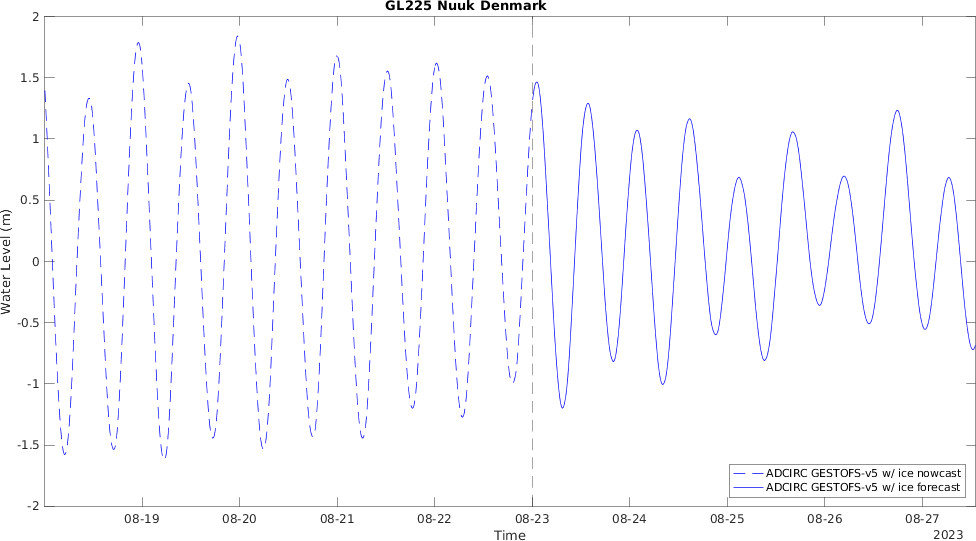 GL225 Nuuk Denmark
2
1.5
1
0.5
0
-0.5
-1
-1.5
-2
Water Level (m)
ADCIRC GESTOFS-v5 w/ ice nowcast
ADCIRC GESTOFS-v5 w/ ice forecast
08-19 08-20 08-21 08-22 08-23 08-24 08-25 08-26 08-27
Time
2023